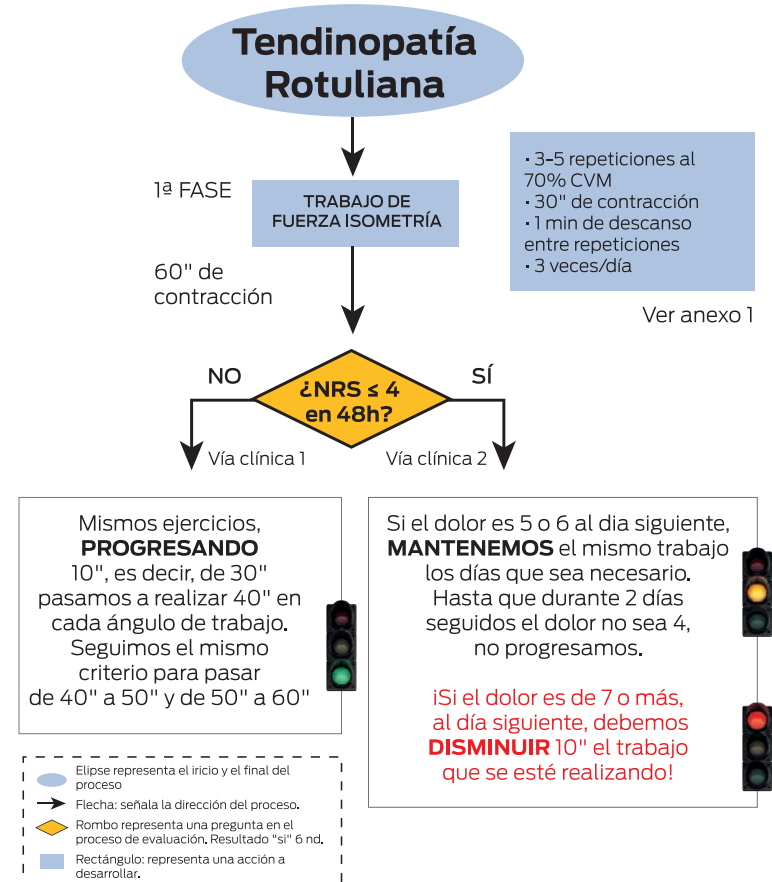 Tendinopatía
Rotuliana
1ª FASE
TRABAJO DE
FUERZA ISOMETRÍA
• 3-5 repeticiones al
70% CVM
• 30" de contracción
• 1 min de descanso
entre repeticiones
• 3 veces/día
60" de
contracción
Ver anexo 1
NO
¿NRS ≤ 4
en 48h?
SÍ
Vía clínica 1
Vía clínica 2
Mismos ejercicios,
PROGRESANDO
10", es decir, de 30"
pasamos a realizar 40" en
cada ángulo de trabajo.
Seguimos el mismo
criterio para pasar
de 40" a 50" y de 50" a 60"
Si el dolor es 5 o 6 al dia siguiente,
MANTENEMOS el mismo trabajo
los días que sea necesario.
Hasta que durante 2 días
seguidos el dolor no sea 4,
no progresamos.
¡Si el dolor es de 7 o más,
al día siguiente, debemos
DISMINUIR 10" el trabajo
que se esté realizando!
Elipse representa el iricio y el final del
proceso
Flecha: señala la dirección del proceso.
Rombo representa una pregunta en el
proceso de evaluación. Resultado "si" 6 nd.
Rectángulo: representa una acción a
desarrollar.